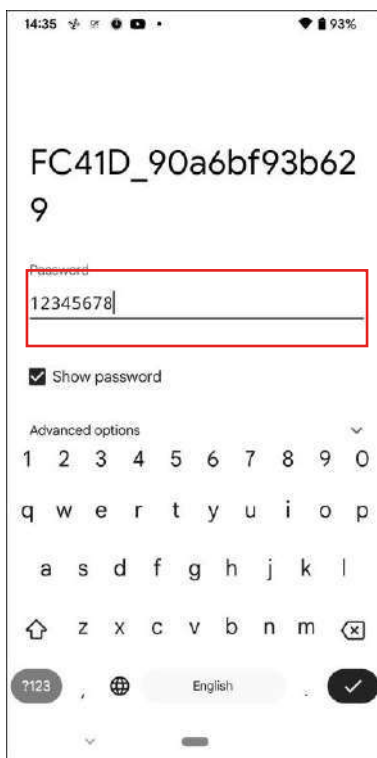 14:35 93%
FC41D_90a6bf93b62
9
Password
12345678
Show password
Advanced options
1 2 3 4 5 6 7 8 9 0
q w e r t y u i o p
a s d f g h j k l
z x c v b n m
?123 , English .